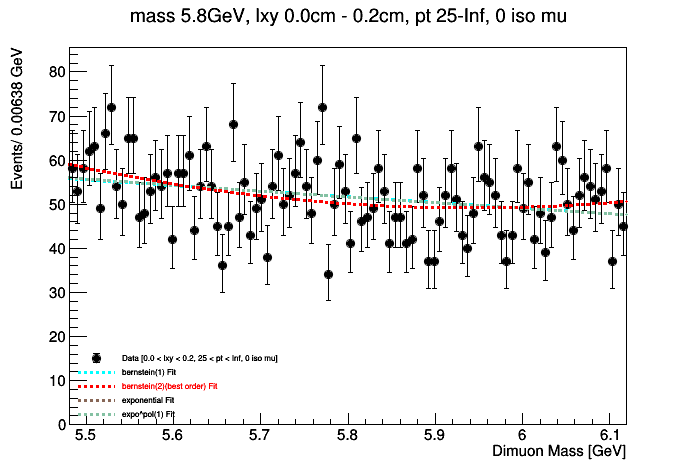 mass 5.8GeV, lxy 0.0cm - 0.2cm, pt 25-Inf, 0 iso mu
Events/ 0.00638 GeV
80
70
60
50
40
30
20
10
0
Data [0.0 < lxy < 0.2, 25 < pt < Inf, 0 iso mu]
bernstein(1) Fit
bernstein(2)(best order) Fit
exponential Fit
expo*pol(1) Fit
5.5 5.6 5.7 5.8 5.9 6 6.1
Dimuon Mass [GeV]